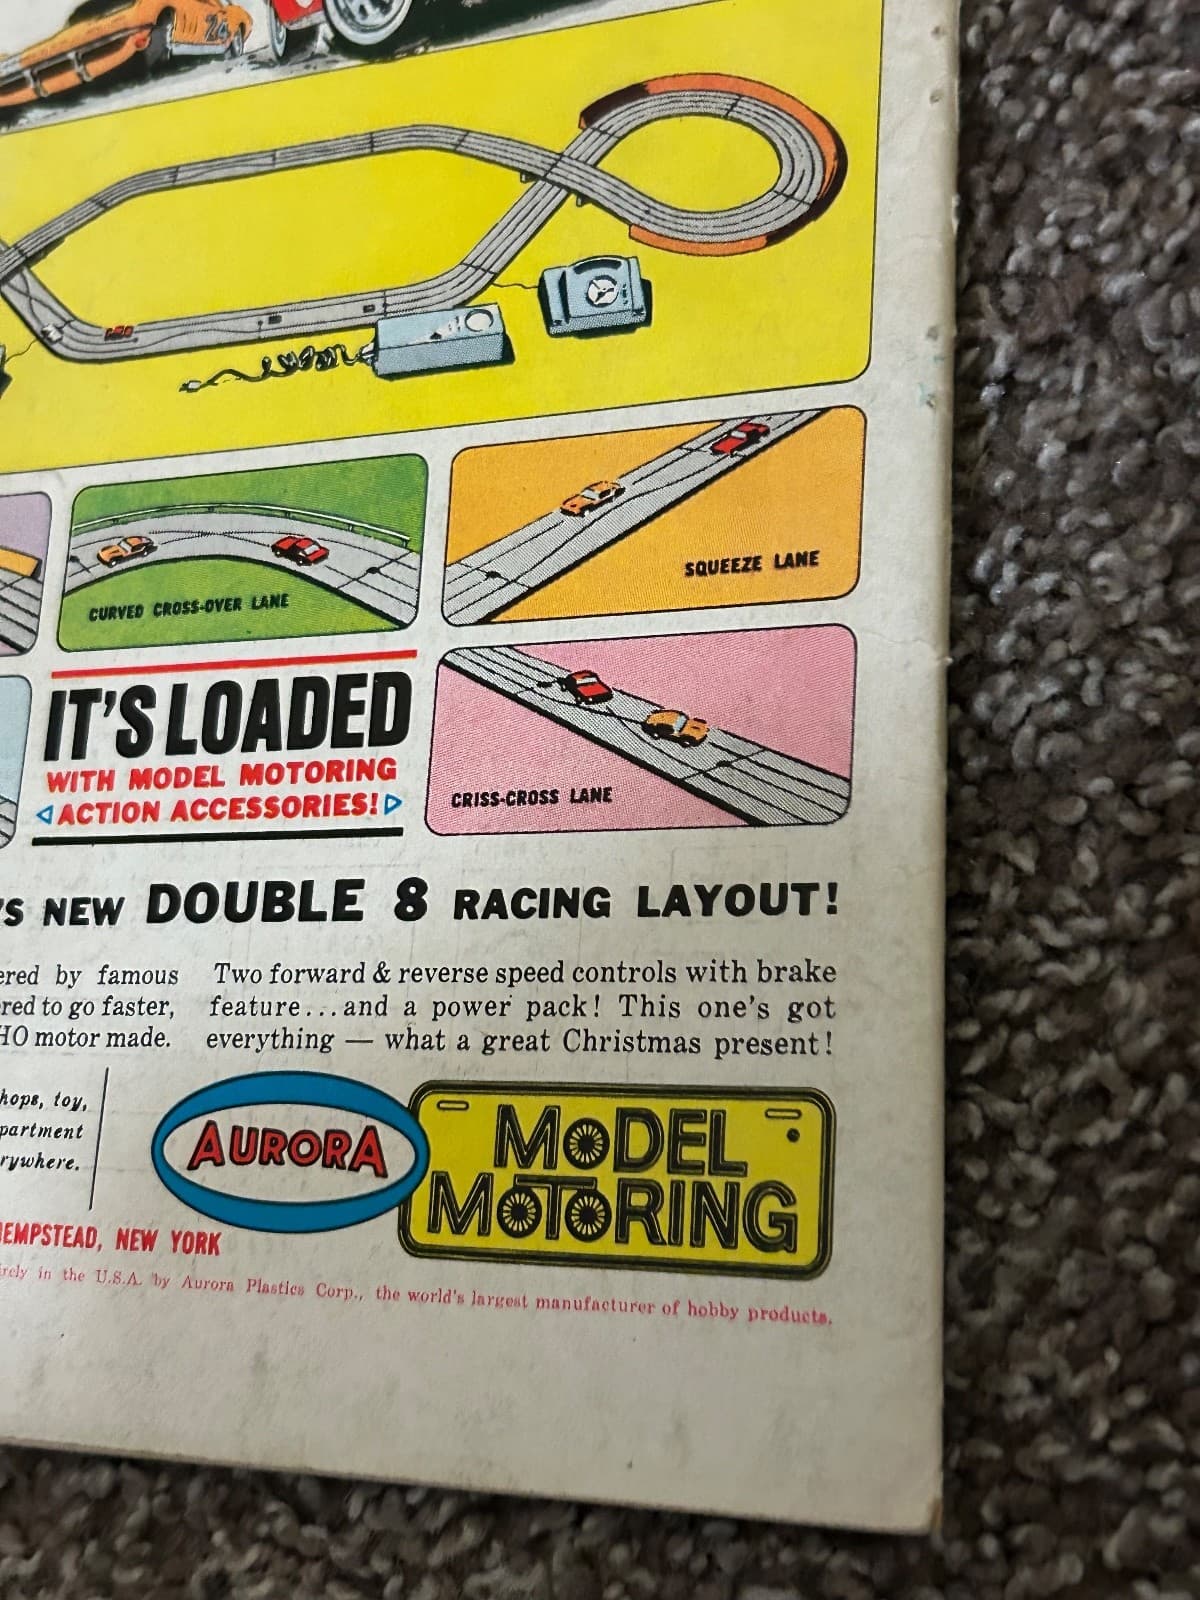 24
CURVED CROSS-OVER LANE
SQUEEZE LANE
IT'S LOADED
WITH MODEL MOTORING
ACTION ACCESSORIES!
CRISS-CROSS LANE
'S NEW DOUBLE 8 RACING LAYOUT!
ered by famous
red to go faster,
HO motor made.
Two forward & reverse speed controls with brake
feature...and a power pack! This one's got
everything — what a great Christmas present!
hops, toy,
partment
rywhere.
AURORA
MODEL
MOTORING
HEMPSTEAD, NEW YORK
irely in the U.S.A. by Aurora Plastics Corp., the world's largest manufacturer of hobby products.